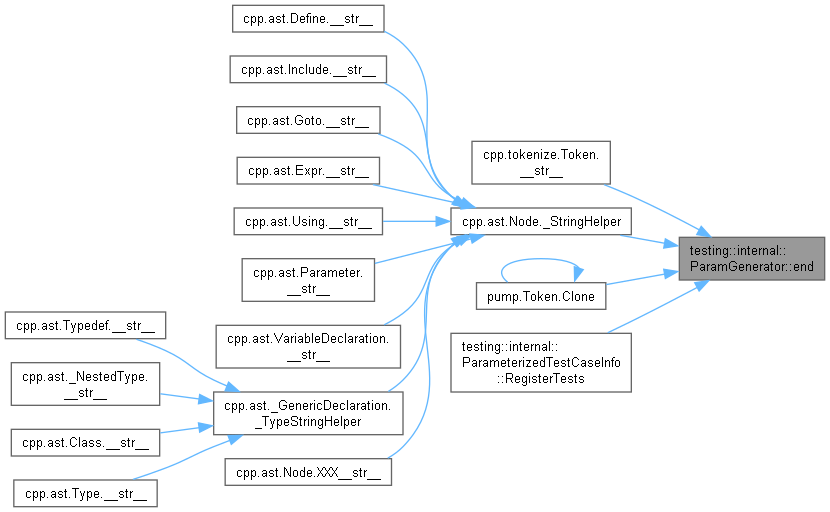 cpp.ast.Define.__str__
cpp.ast.Include.__str__
cpp.ast.Goto.__str__
cpp.ast.Expr.__str__
cpp.ast.Using.__str__
cpp.ast.Parameter.
__str__
cpp.ast.VariableDeclaration.
__str__
cpp.ast.Typedef.__str__
cpp.ast._NestedType.
__str__
cpp.ast.Class.__str__
cpp.ast.Type.__str__
cpp.ast._GenericDeclaration.
_TypeStringHelper
cpp.ast.Node.XXX__str__
cpp.tokenize.Token.
__str__
cpp.ast.Node._StringHelper
pump.Token.Clone
testing::internal::
ParameterizedTestCaseInfo
::RegisterTests
testing::internal::
ParamGenerator::end